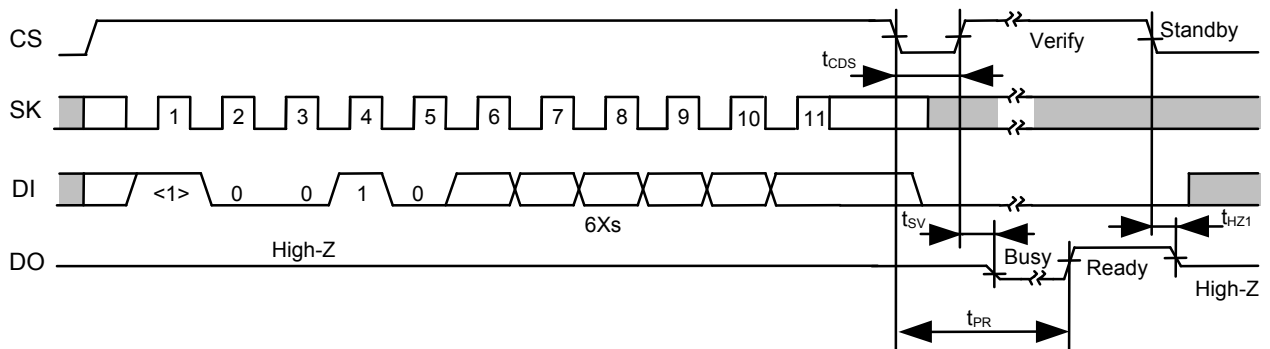 CS
Standby
Verify
tCDS
SK
1 2 3 4 5 6 7 8 9 10 11
DI
<1> 0 0 1 0
6Xs
tSV
tHZ1
High-Z
DO
Busy
Ready
High-Z
tPR